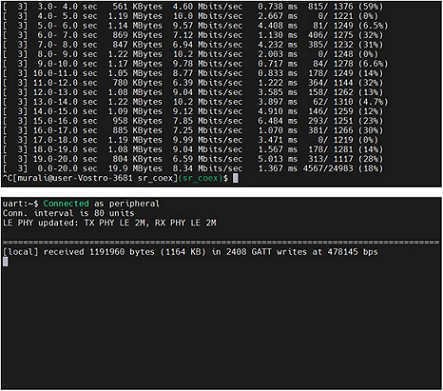 [  3]  3.0- 4.0 sec   561 KBytes  4.60 Mbits/sec   0.738 ms  815/ 1376 (59%)
[  3]  4.0- 5.0 sec  1.19 MBytes  10.0 Mbits/sec   2.667 ms    0/ 1221 (0%)
[  3]  5.0- 6.0 sec  1.14 MBytes  9.57 Mbits/sec   4.408 ms   81/ 1249 (6.5%)
[  3]  6.0- 7.0 sec   869 KBytes  7.12 Mbits/sec   1.130 ms  406/ 1275 (32%)
[  3]  7.0- 8.0 sec   847 KBytes  6.94 Mbits/sec   4.232 ms  385/ 1231 (31%)
[  3]  8.0- 9.0 sec  1.22 MBytes  10.2 Mbits/sec   2.003 ms    0/ 1248 (0%)
[  3]  9.0-10.0 sec  1.17 MBytes  9.78 Mbits/sec   0.717 ms   84/ 1278 (6.6%)
[  3] 10.0-11.0 sec  1.05 MBytes  8.77 Mbits/sec   0.833 ms  178/ 1249 (14%)
[  3] 11.0-12.0 sec   780 KBytes  6.39 Mbits/sec   1.222 ms  364/ 1144 (32%)
[  3] 12.0-13.0 sec  1.08 MBytes  9.04 Mbits/sec   3.585 ms  158/ 1262 (13%)
[  3] 13.0-14.0 sec  1.22 MBytes  10.2 Mbits/sec   3.897 ms   62/ 1310 (4.7%)
[  3] 14.0-15.0 sec  1.09 MBytes  9.12 Mbits/sec   4.910 ms  146/ 1259 (12%)
[  3] 15.0-16.0 sec   958 KBytes  7.85 Mbits/sec   6.484 ms  293/ 1251 (23%)
[  3] 16.0-17.0 sec   885 KBytes  7.25 Mbits/sec   1.070 ms  381/ 1266 (30%)
[  3] 17.0-18.0 sec  1.19 MBytes  9.99 Mbits/sec   3.471 ms    0/ 1219 (0%)
[  3] 18.0-19.0 sec  1.08 MBytes  9.04 Mbits/sec   1.567 ms  178/ 1281 (14%)
[  3] 19.0-20.0 sec   804 KBytes  6.59 Mbits/sec   5.013 ms  313/ 1117 (28%)
[  3]  0.0-20.0 sec  19.9 MBytes  8.34 Mbits/sec   1.367 ms 4567/24983 (18%)
^C[murali@user-Vostro-3681 sr_coex](sr_coex)$
uart:~$ Connected as peripheral
Conn. interval is 80 units
LE PHY updated: TX PHY LE 2M, RX PHY LE 2M
[local] received 1191960 bytes (1164 KB) in 2408 GATT writes at 478145 bps